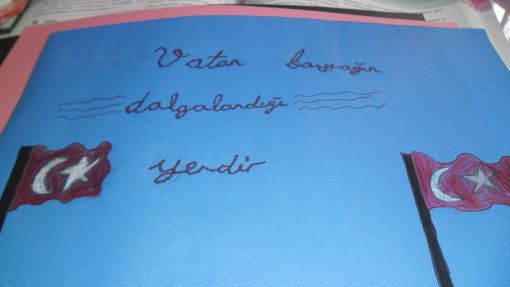 Vatan bayrağın
dalgalandığı
yerdir